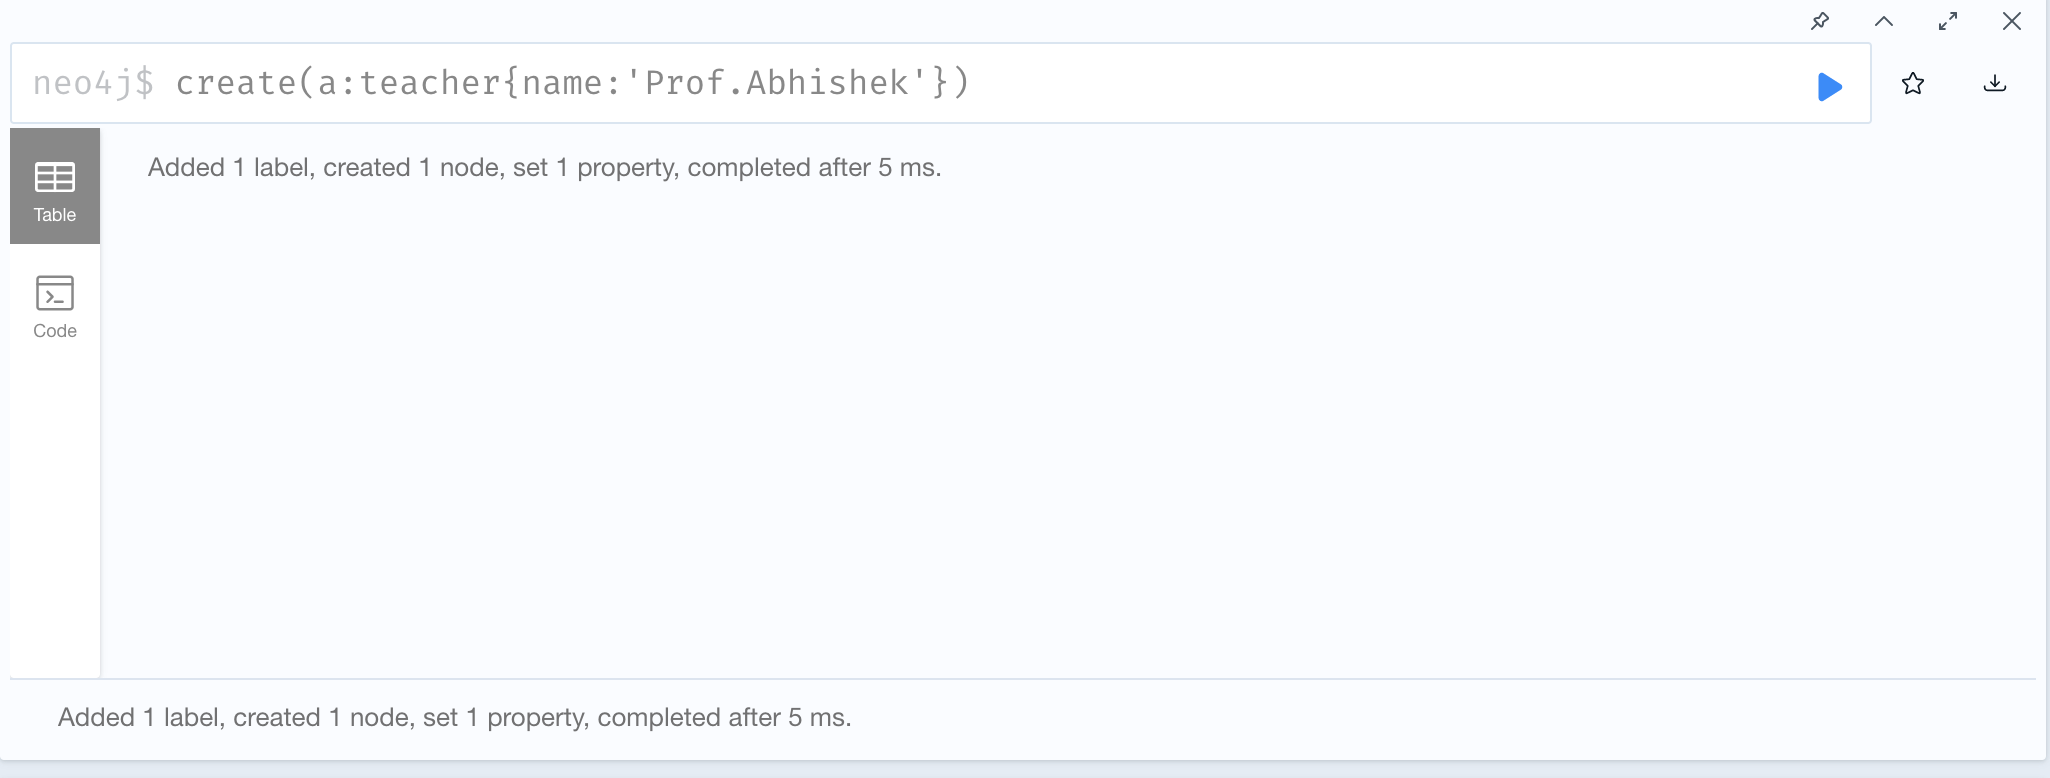 neo4j$ create(a:teacher{name:'Prof.Abhishek'})
Added 1 label, created 1 node, set 1 property, completed after 5 ms.
Table
Code
Added 1 label, created 1 node, set 1 property, completed after 5 ms.